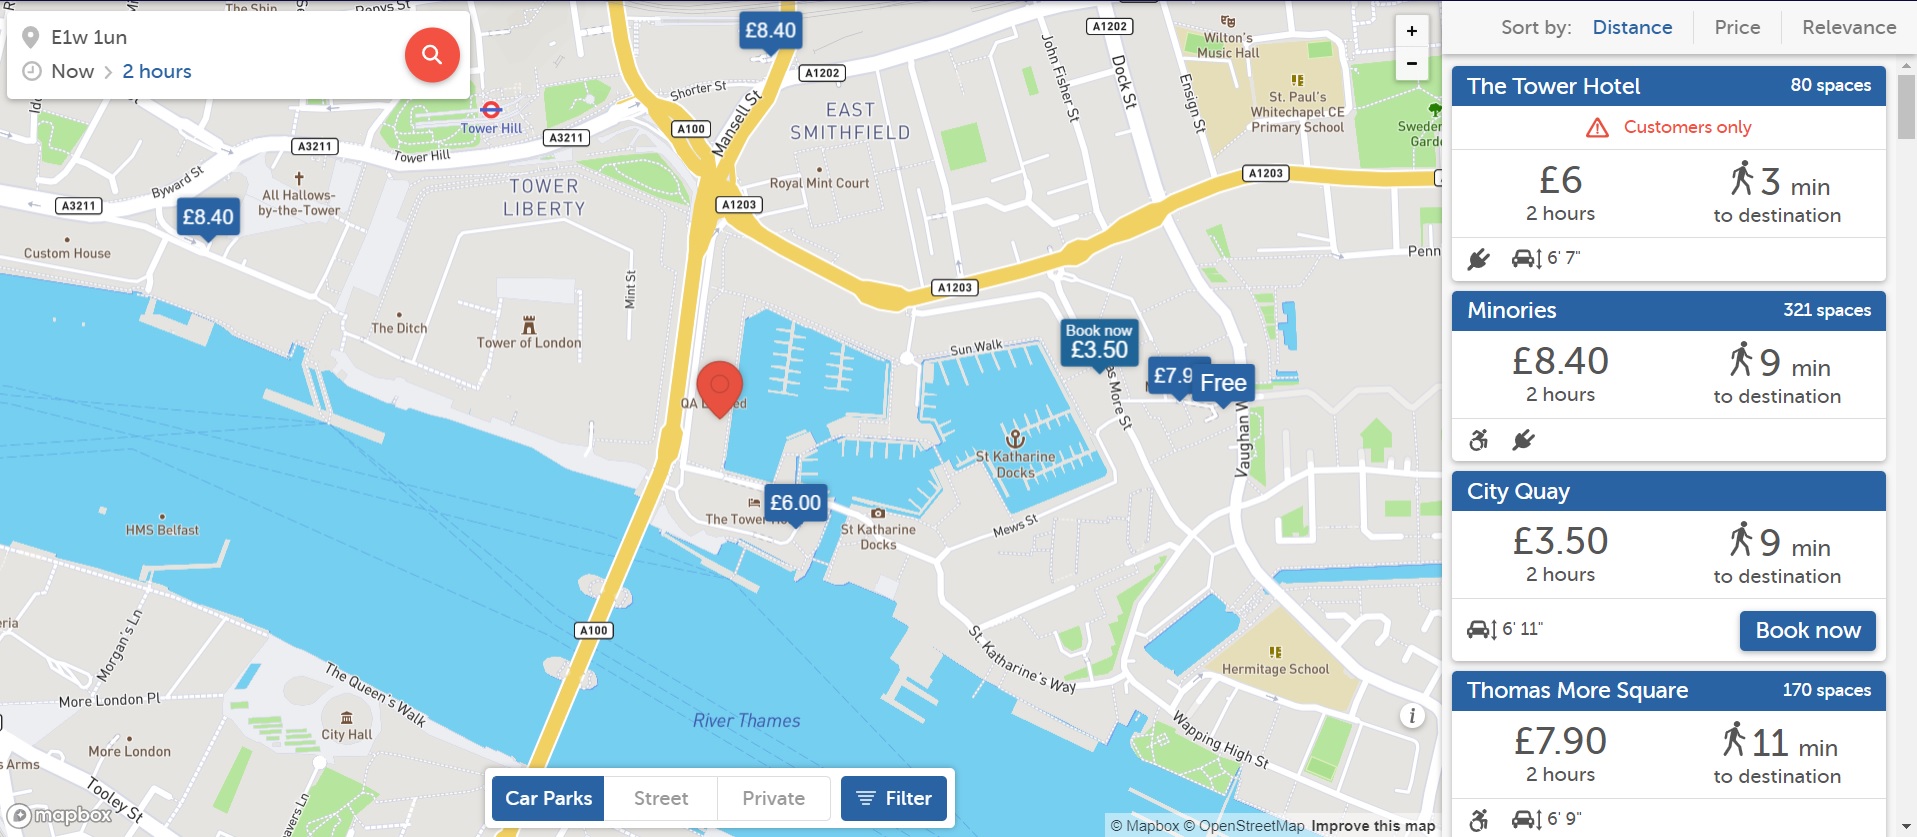 E1w 1un
Now > 2 hours
The Ship
Pepys St
£8.40
A1202
A1202
Wilton's
Music Hall
John Fisher St
Dock St
Ensign St
St. Paul's
Whitechapel CE
Primary School
Shorter St
Mansell St
EAST
SMITHFIELD
Tower Hill
A100
A3211
A3211
Tower Hill
Byward St
All Hallows-
by-the-Tower
TOWER
LIBERTY
Royal Mint Court
A1203
A1203
A3211
£8.40
Custom House
Mint St
A1203
The Ditch
Tower of London
Sun Walk
Book now
£3.50
£7.9
Free
QA
St Katharine
Docks
Vaughan W
as More St
£6.00
The Tower
St Katharine
Docks
Mews St
HMS Belfast
A100
Morgan's Ln
The Queen's Walk
St. Katharine's Way
Hermitage School
More London Pl
City Hall
River Thames
More London
Wapping High St
s Arms
Tooley St
avers Ln
mapbox
Car Parks
Street
Private
Filter
© Mapbox © OpenStreetMap Improve this map
+
−
i
Sweden
Garde
Penn
Sort by: Distance Price Relevance
The Tower Hotel 80 spaces
Customers only
£6 3 min
2 hours to destination
6' 7"
Minories 321 spaces
£8.40 9 min
2 hours to destination
City Quay
£3.50 9 min
2 hours to destination
6' 11" Book now
Thomas More Square 170 spaces
£7.90 11 min
2 hours to destination
6' 9"